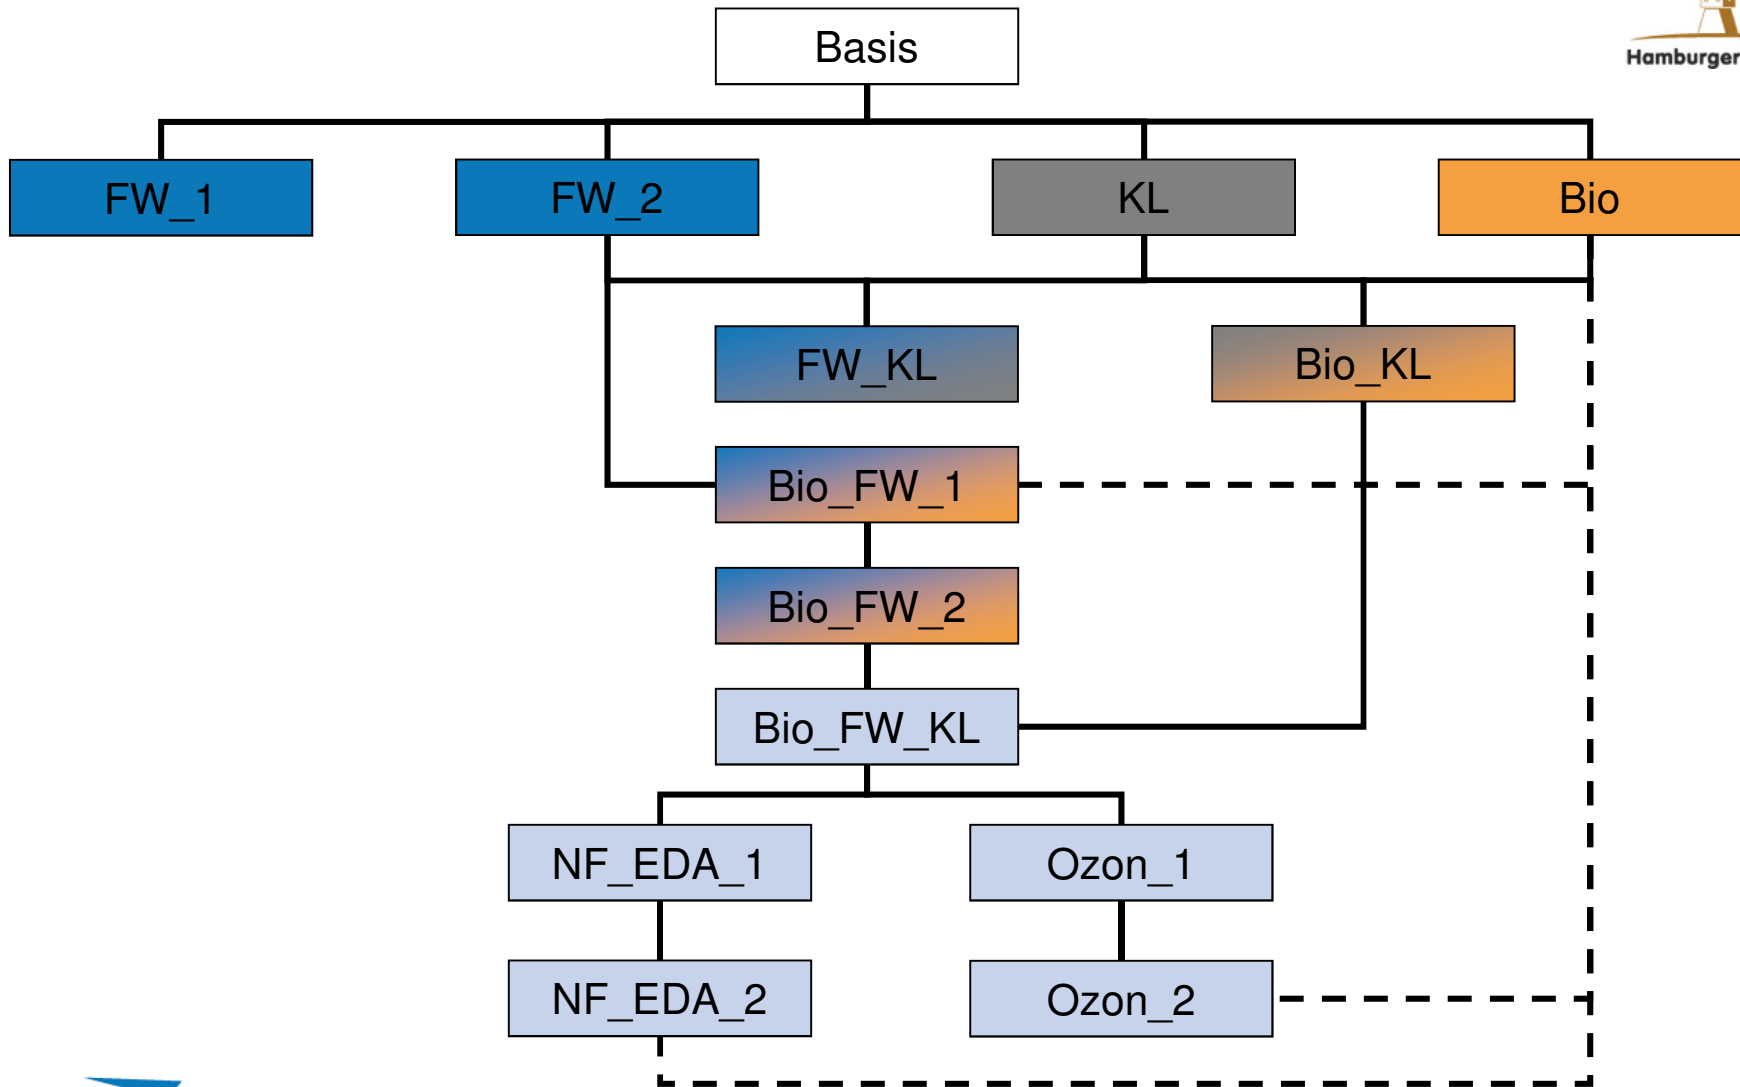 Basis
Hamburger
FW_1
FW_2
KL
Bio
FW_KL
Bio_KL
Bio_FW_1
Bio_FW_2
Bio_FW_KL
NF_EDA_1
Ozon_1
NF_EDA_2
Ozon_2